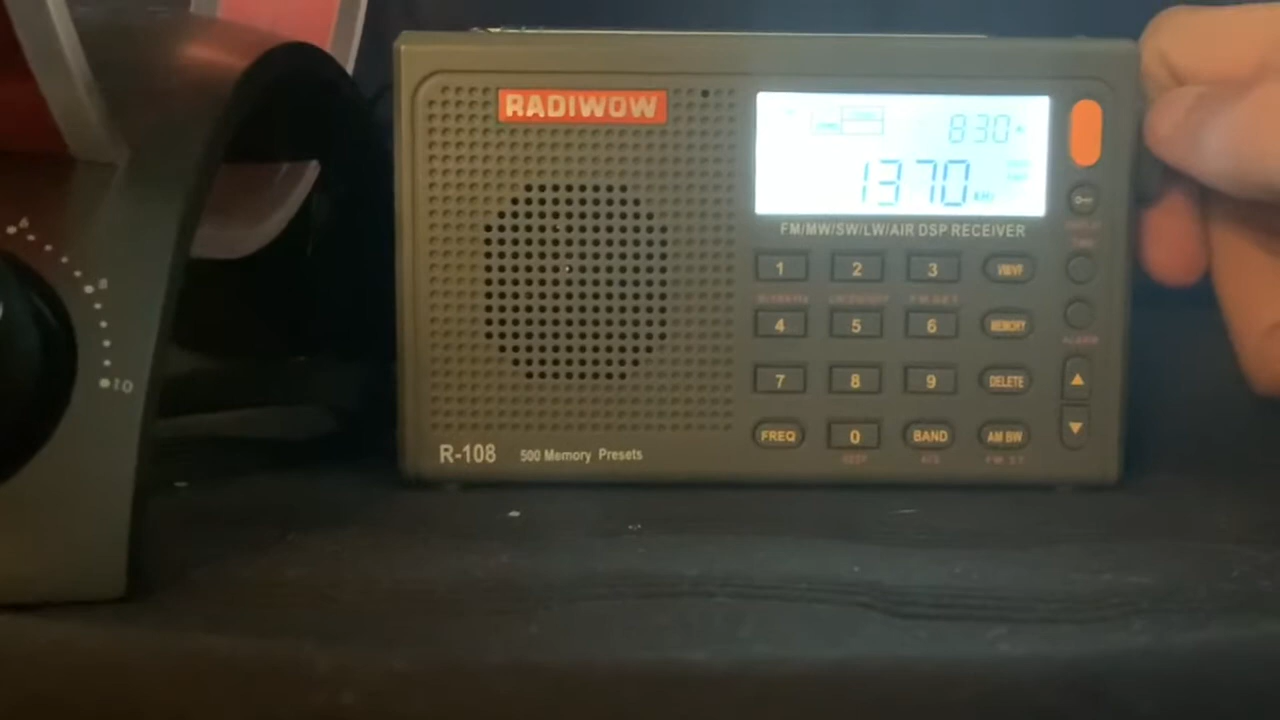 RADIWOW
830
1370
FM/MW/SW/LW/AIR DSP RECEIVER
1 2 3 VM/VF
4 5 6 MEMORY
7 8 9 DELETE
FREQ 0 BAND AM BW
R-108 500 Memory Presets
8
10